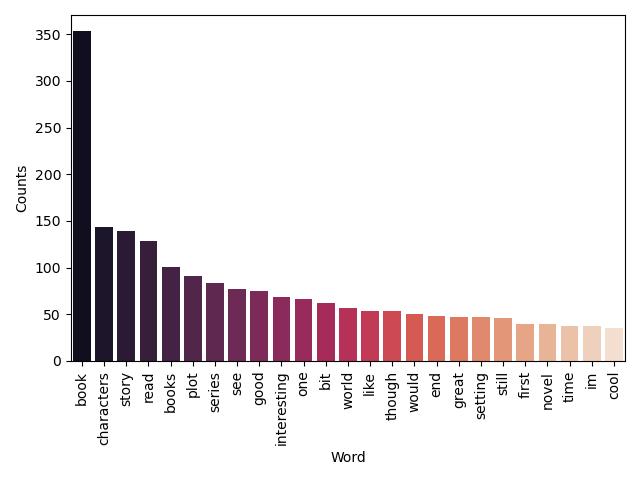 350
300
250
200
150
100
50
0
Counts
book
characters
story
read
books
plot
series
see
good
interesting
one
bit
world
like
though
would
end
great
setting
still
first
novel
time
im
cool
Word